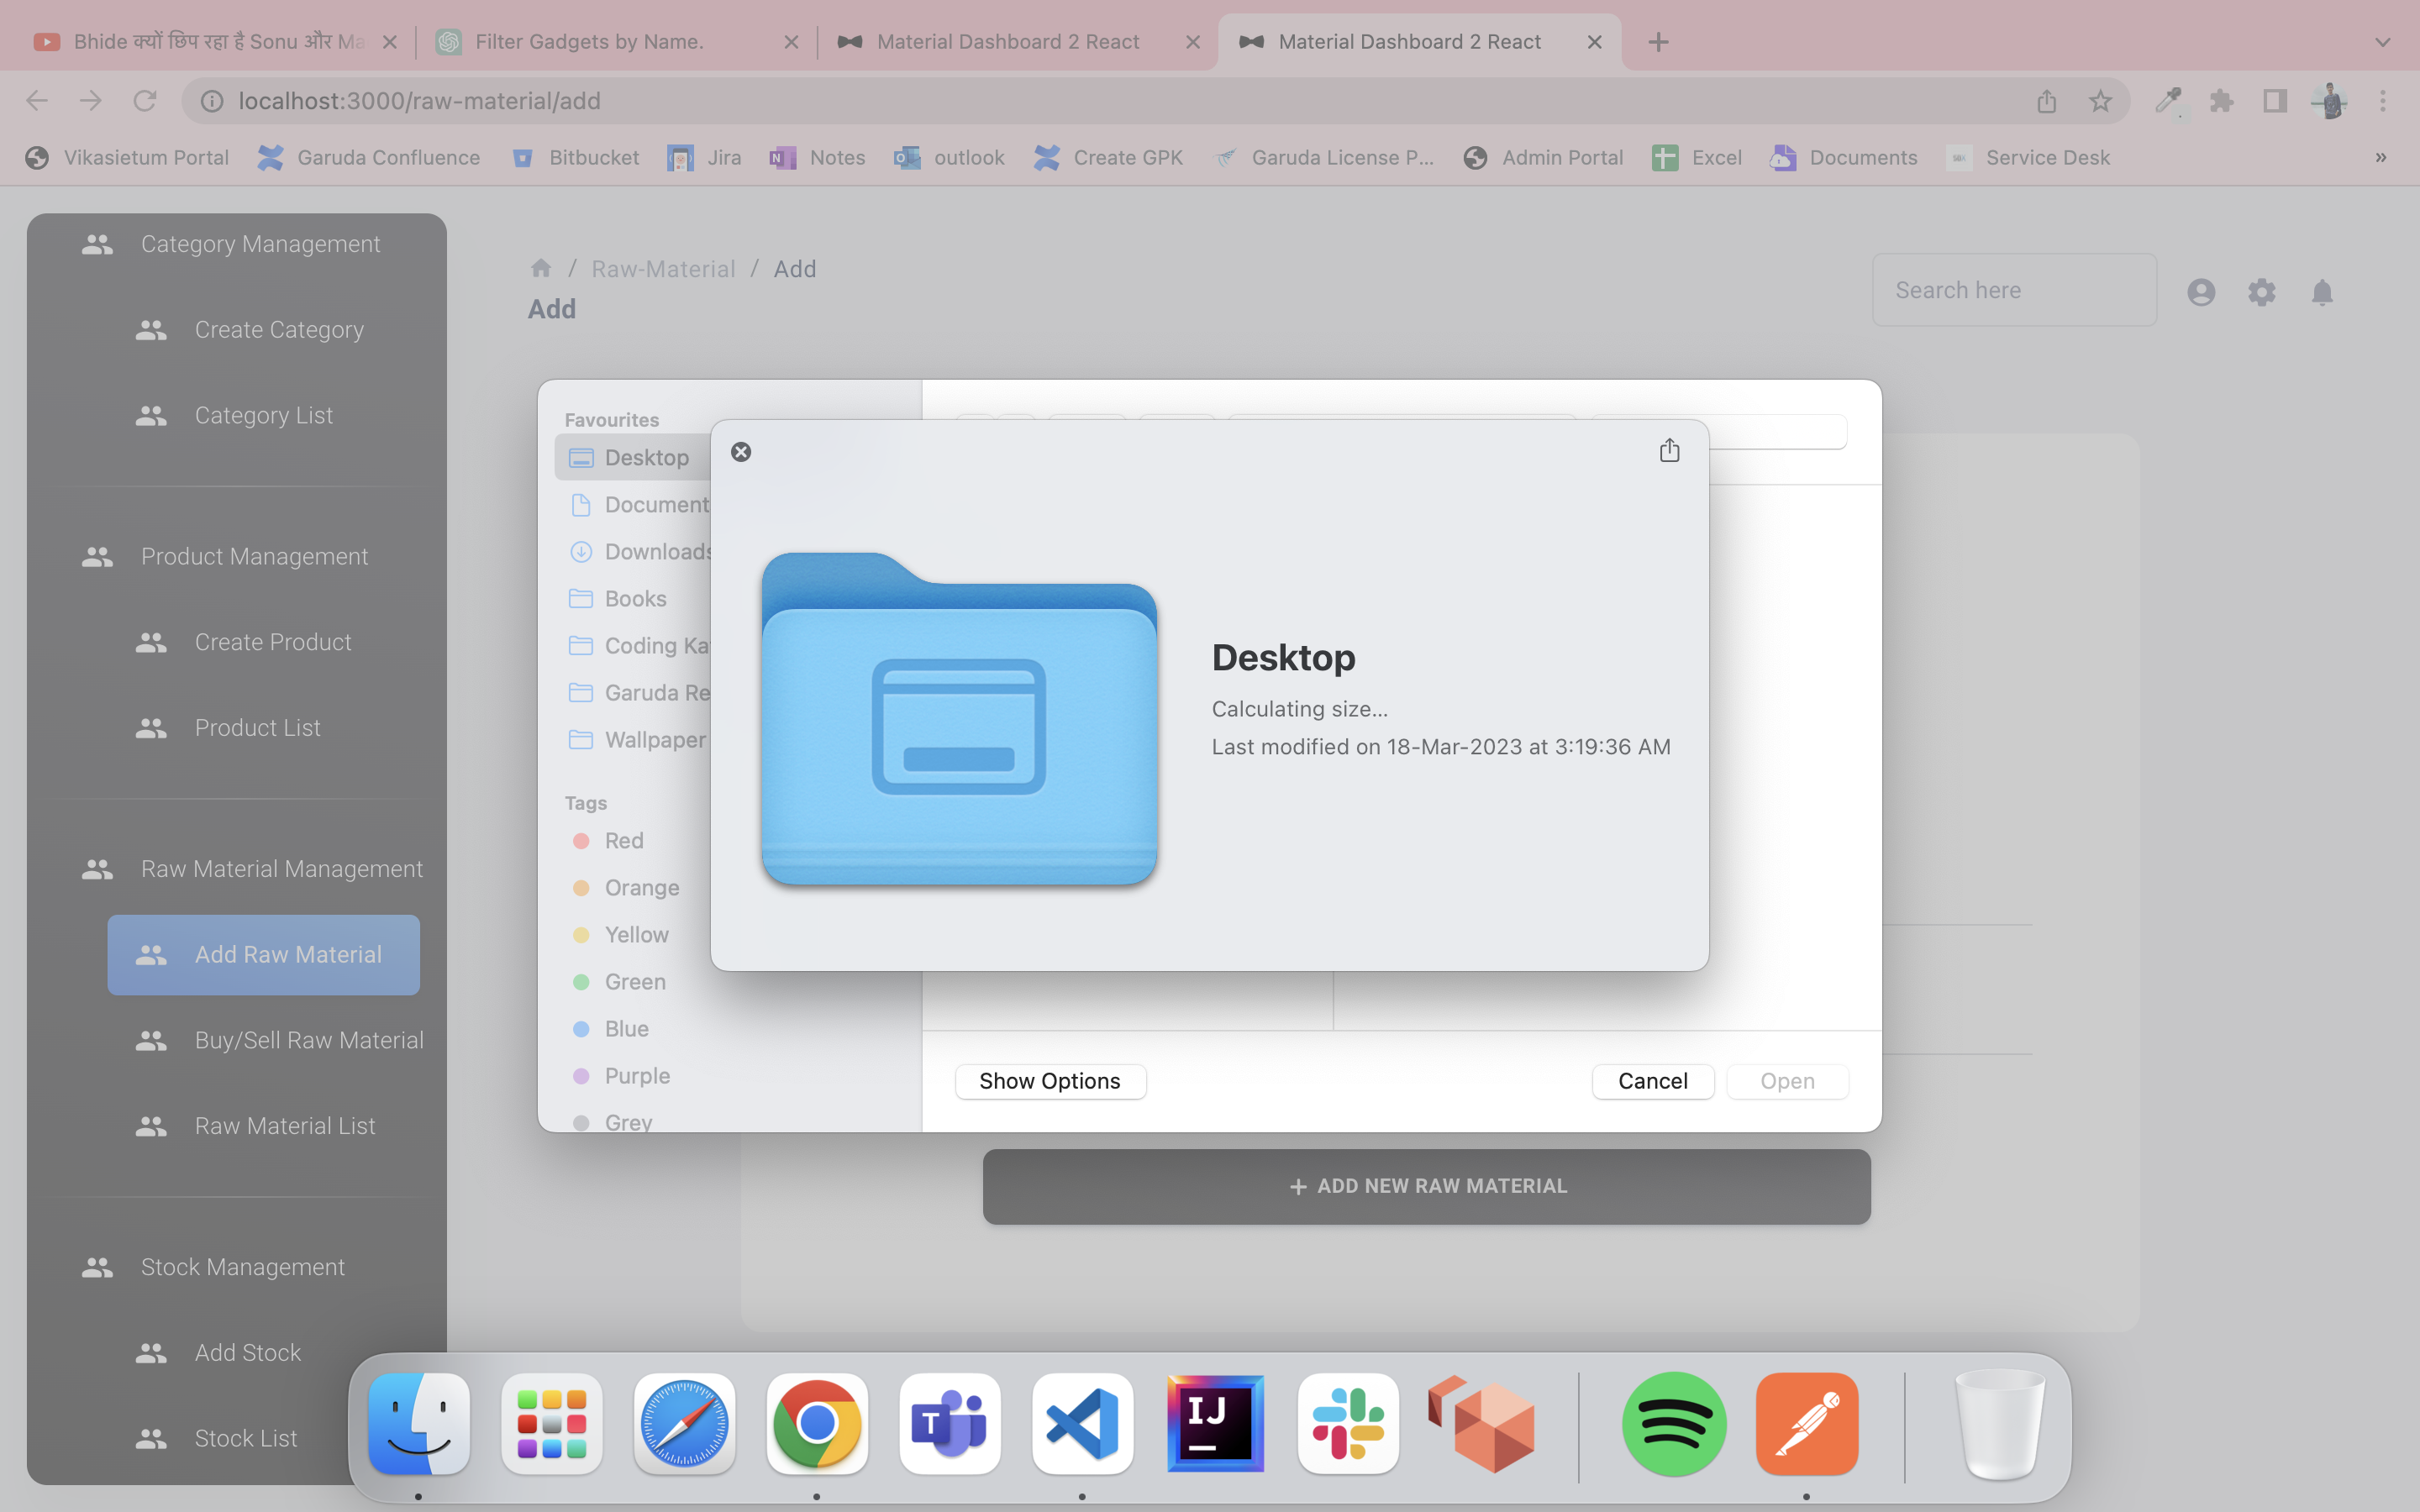 Bhide क्यों छिप रहा है Sonu और Ma
Filter Gadgets by Name.
Material Dashboard 2 React
Material Dashboard 2 React
localhost:3000/raw-material/add
Vikasietum Portal
Garuda Confluence
Bitbucket
Jira
Notes
outlook
Create GPK
Garuda License P...
Admin Portal
Excel
Documents
Service Desk
»
Category Management
Create Category
Category List
Product Management
Create Product
Product List
Raw Material Management
Add Raw Material
Buy/Sell Raw Material
Raw Material List
Stock Management
Add Stock
Stock List
/ Raw-Material / Add
Add
Search here
Favourites
Desktop
Document
Downloads
Books
Coding Ka
Garuda Re
Wallpaper
Tags
Red
Orange
Yellow
Green
Blue
Purple
Grey
Desktop
Calculating size...
Last modified on 18-Mar-2023 at 3:19:36 AM
Show Options
Cancel
Open
+ ADD NEW RAW MATERIAL
T
IJ